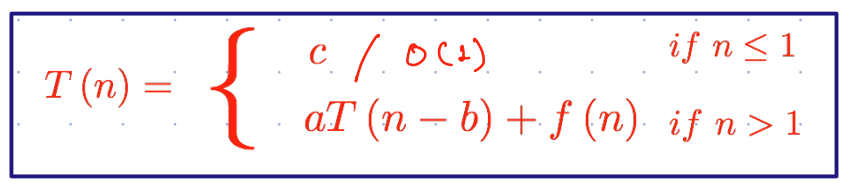 T(n) = { c / O(1) if n ≤ 1
aT(n − b) + f(n) if n > 1